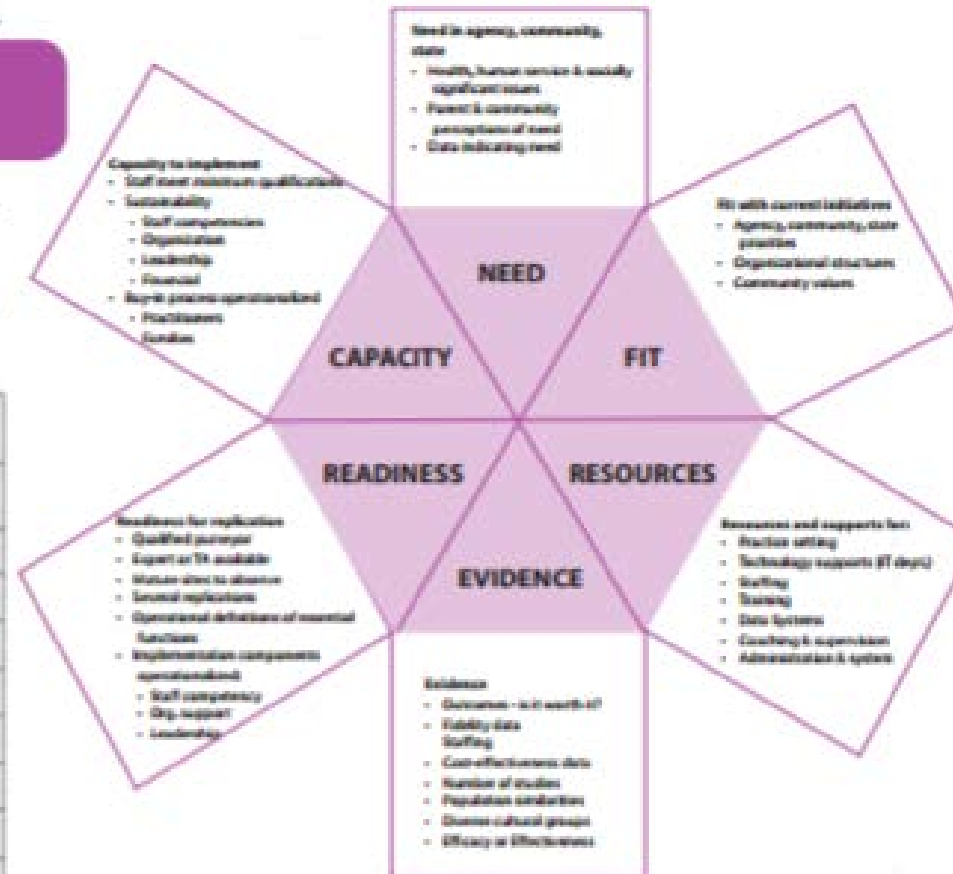 Need in agency, community,
state
- Health, human service & socially
significant issues
- Parent & community
perceptions of need
- Data indicating need
Capacity to implement
- Staff meet minimum qualifications
- Sustainability
- Staff competencies
- Organization
- Leadership
- Financial
- Buy-in process operationalized
- Practitioners
Families
Fit with current initiatives
- Agency, community, state
priorities
- Organizational structures
- Community values
NEED
CAPACITY
FIT
READINESS
RESOURCES
EVIDENCE
Readiness for replication
- Qualified purveyor
- Expert or TA available
- Mature sites to observe
- Several replications
- Operational definitions of essential
functions
- Implementation components
operationalized:
- Staff competency
- Org. support
- Leadership
Resources and supports for:
- Practice setting
- Technology supports (IT dept.)
- Staffing
- Training
- Data Systems
- Coaching & supervision
- Administration & system
Evidence
- Outcomes - is it worth it?
- Fidelity data
Staffing
- Cost-effectiveness data
- Number of studies
- Population similarities
- Diverse cultural groups
- Efficacy or Effectiveness